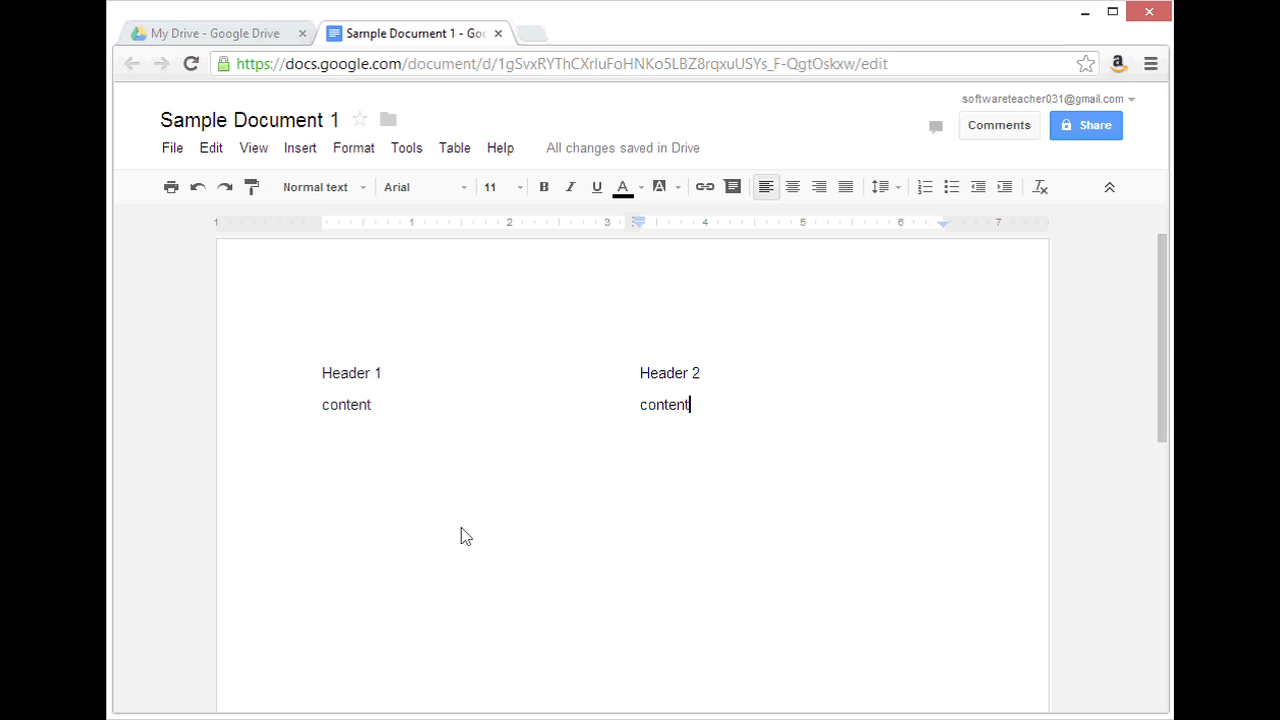 My Drive - Google Drive
Sample Document 1 - Goo
https://docs.google.com/document/d/1gSvxRYThCXrluFoHNKo5LBZ8rqxuUSYs_F-QgtOskxw/edit
softwareteacher031@gmail.com
Sample Document 1
Comments Share
File Edit View Insert Format Tools Table Help All changes saved in Drive
Normal text Arial 11 B I U A A
1 1 2 3 4 5 6 7
Header 1 Header 2
content content